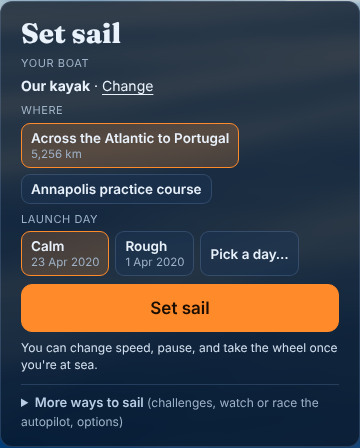 Set sail
YOUR BOAT
Our kayak · Change
WHERE
Across the Atlantic to Portugal
5,256 km
Annapolis practice course
LAUNCH DAY
Calm
23 Apr 2020
Rough
1 Apr 2020
Pick a day...
Set sail
You can change speed, pause, and take the wheel once
you're at sea.
▶ More ways to sail (challenges, watch or race the
autopilot, options)